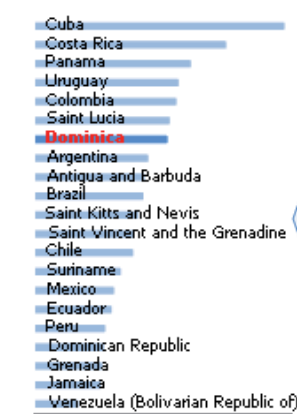 Cuba
Costa Rica
Panama
Uruguay
Colombia
Saint Lucia
Dominica
Argentina
Antigua and Barbuda
Brazil
Saint Kitts and Nevis
Saint Vincent and the Grenadine
Chile
Suriname
Mexico
Ecuador
Peru
Dominican Republic
Grenada
Jamaica
Venezuela (Bolivarian Republic of)